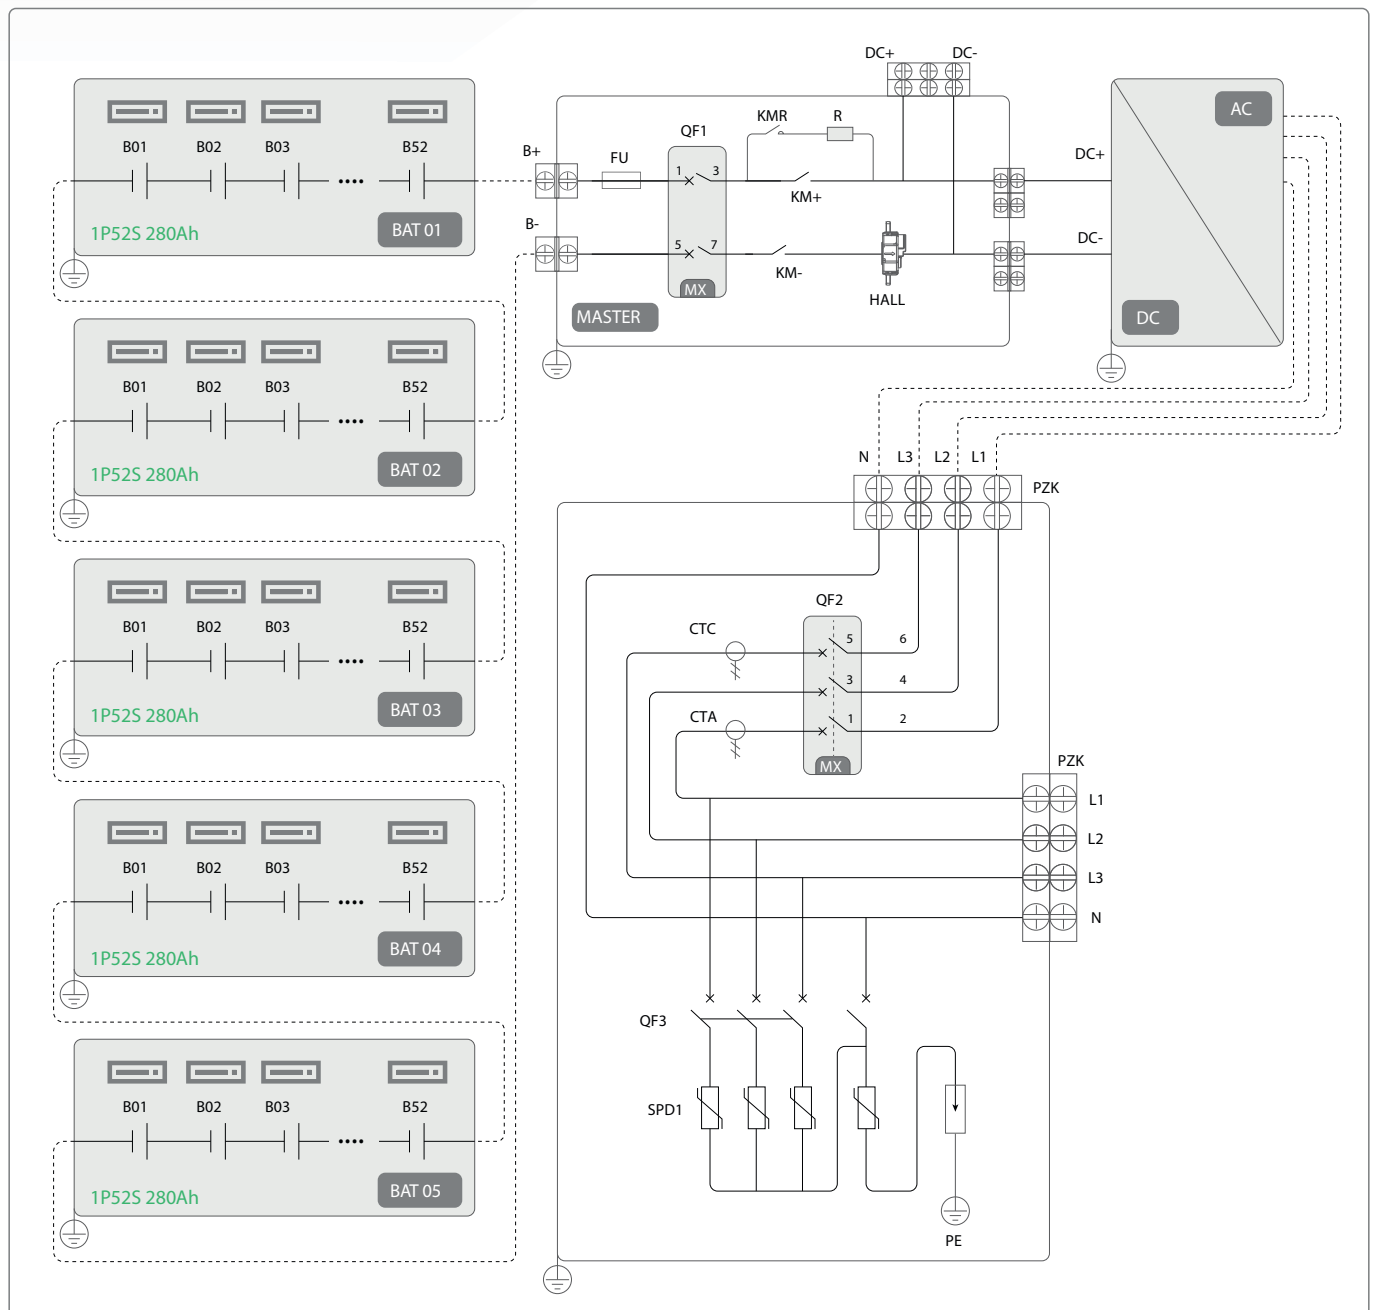 B01 B02 B03 B52
1P52S 280Ah
BAT 01
B01 B02 B03 B52
1P52S 280Ah
BAT 02
B01 B02 B03 B52
1P52S 280Ah
BAT 03
B01 B02 B03 B52
1P52S 280Ah
BAT 04
B01 B02 B03 B52
1P52S 280Ah
BAT 05
DC+ DC-
KMR R
QF1
B+ FU
1 3
KM+
B-
5 7
KM-
MX
HALL
MASTER
DC+
DC-
AC
DC
N L3 L2 L1
PZK
QF2
CTC
5 6
3 4
CTA
1 2
MX
PZK
L1
L2
L3
N
QF3
SPD1
PE